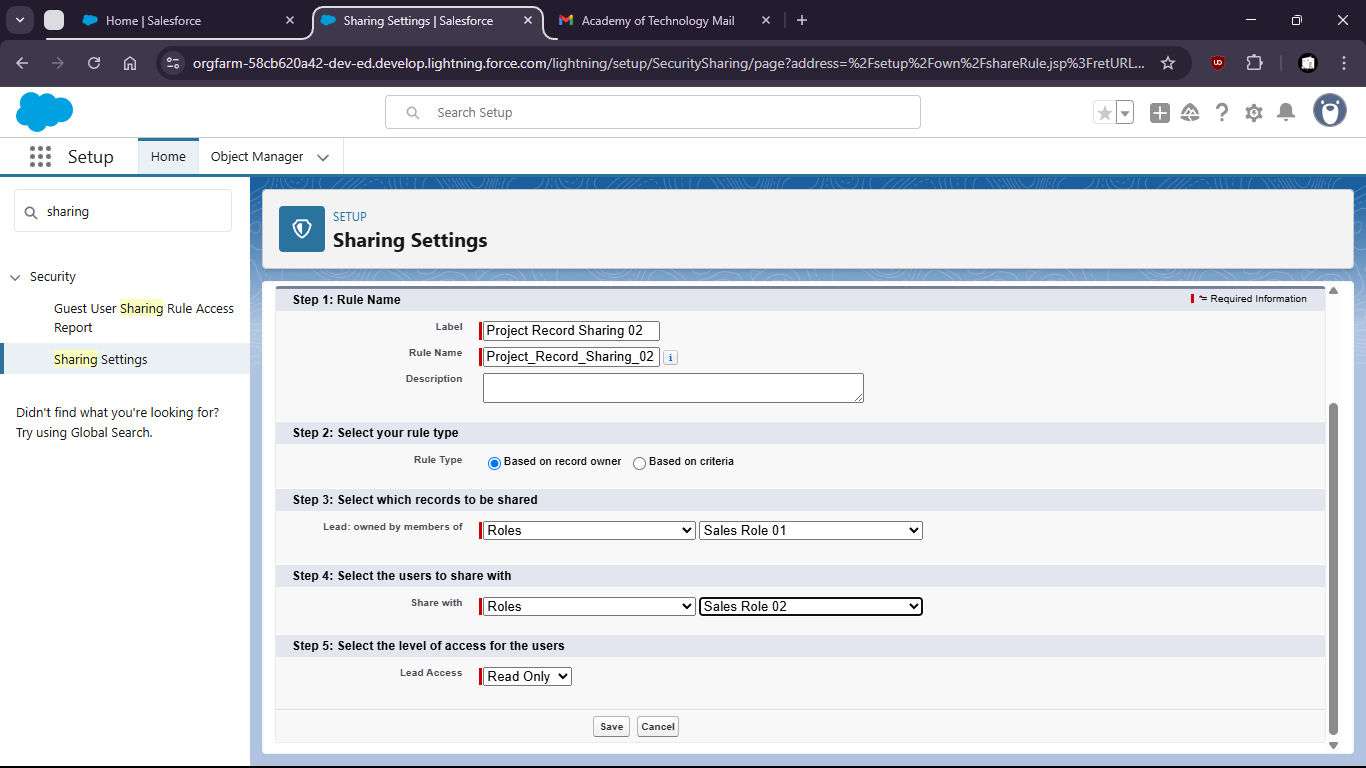 Home | Salesforce
Sharing Settings | Salesforce
Academy of Technology Mail
orgfarm-58cb620a42-dev-ed.develop.lightning.force.com/lightning/setup/SecuritySharing/page?address=%2Fsetup%2Fown%2FshareRule.jsp%3FretURL...
Search Setup
Setup
Home
Object Manager
sharing
Security
Guest User Sharing Rule Access
Report
Sharing Settings
Didn't find what you're looking for?
Try using Global Search.
SETUP
Sharing Settings
Step 1: Rule Name
= Required Information
Label
Project Record Sharing 02
Rule Name
Project_Record_Sharing_02
i
Description
Step 2: Select your rule type
Rule Type
Based on record owner
Based on criteria
Step 3: Select which records to be shared
Lead: owned by members of
Roles
Sales Role 01
Step 4: Select the users to share with
Share with
Roles
Sales Role 02
Step 5: Select the level of access for the users
Lead Access
Read Only
Save
Cancel